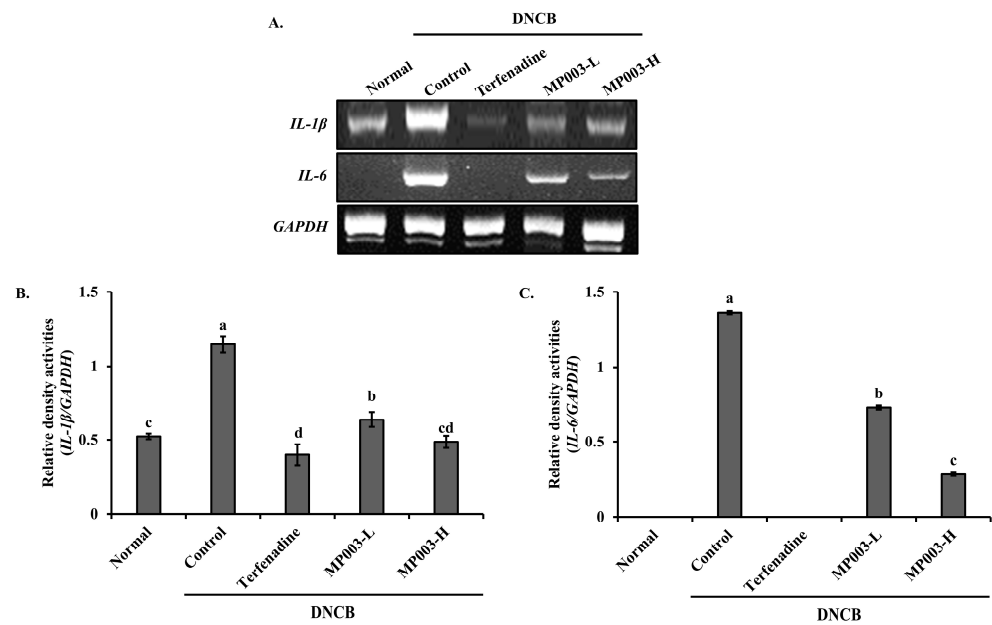 A.
DNCB
Normal
Control
Terfenadine
MP003-L
MP003-H
IL-1β
IL-6
GAPDH
B.
Relative density activities
(IL-1β/GAPDH)
1.5
1
0.5
0
c
a
d
b
cd
Normal
Control
Terfenadine
MP003-L
MP003-H
DNCB
C.
Relative density activities
(IL-6/GAPDH)
1.5
1
0.5
0
a
b
c
Normal
Control
Terfenadine
MP003-L
MP003-H
DNCB